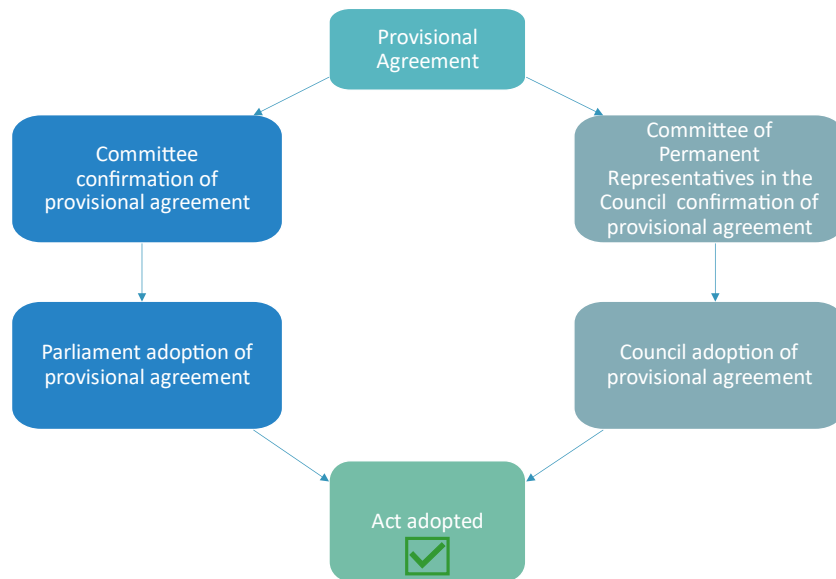 Provisional
Agreement
Committee
confirmation of
provisional agreement
Committee of
Permanent
Representatives in the
Council  confirmation of
provisional agreement
Parliament adoption of
provisional agreement
Council adoption of
provisional agreement
Act adopted